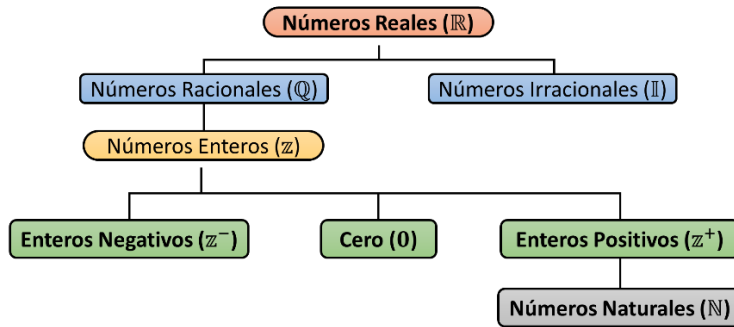 Números Reales (ℝ)
Números Racionales (ℚ)
Números Irracionales (𝕀)
Números Enteros (ℤ)
Enteros Negativos (ℤ⁻)
Cero (0)
Enteros Positivos (ℤ⁺)
Números Naturales (ℕ)